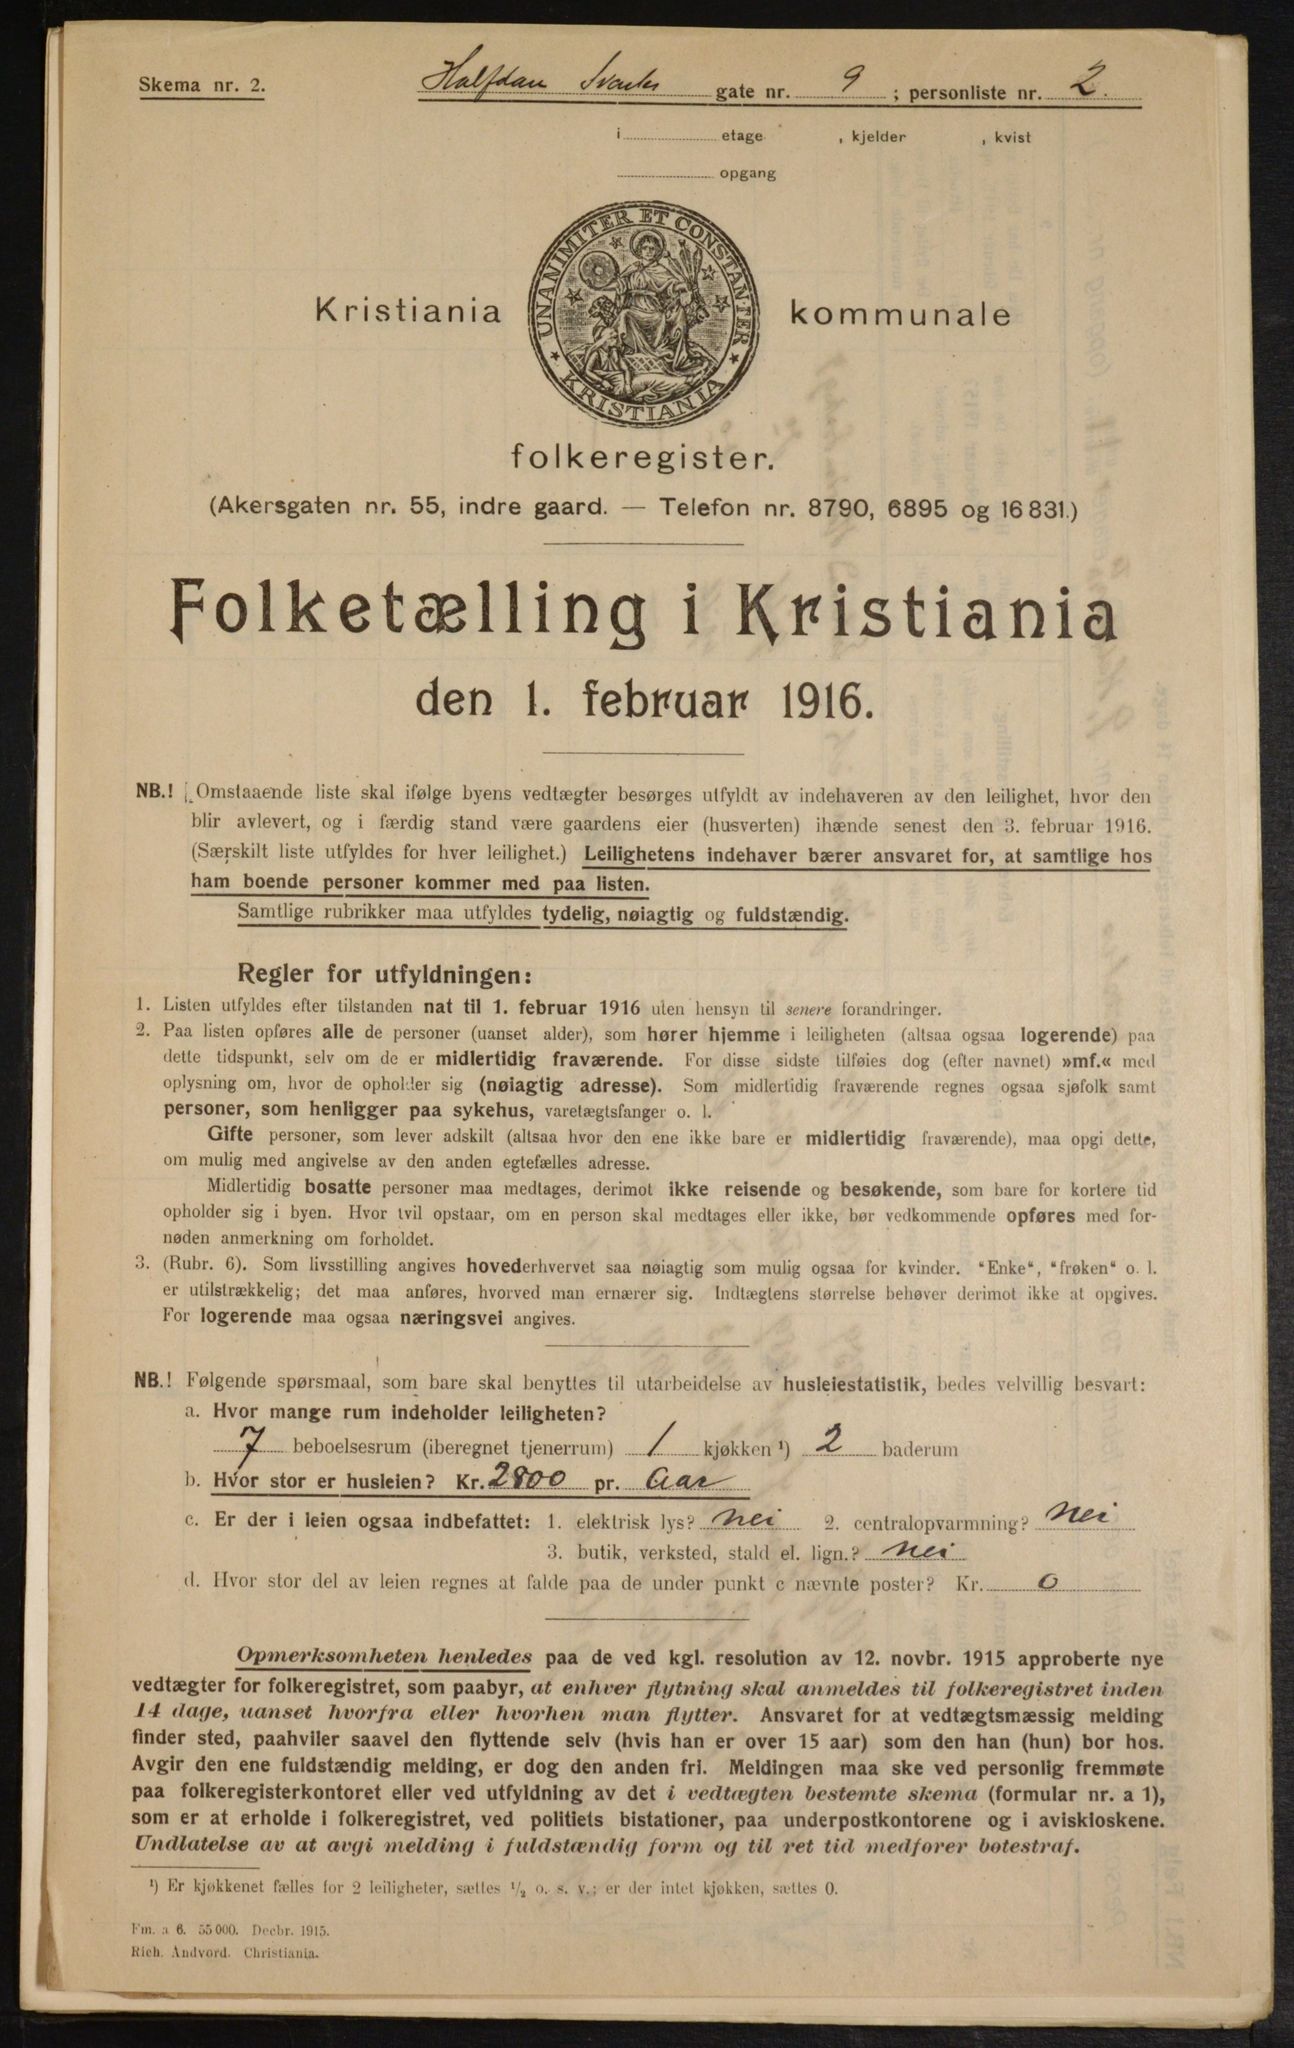 Skema nr. 2.
Halfdan Svartes gate nr. 9 ; personliste nr. 2.
i etage , kjelder , kvist
opgang
UNANIMITER ET CONSTANTER
KRISTIANIA
Kristiania kommunale
folkeregister.
(Akersgaten nr. 55, indre gaard. — Telefon nr. 8790, 6895 og 16831.)
Folketælling i Kristiania
den 1. februar 1916.
NB.! Omstaaende liste skal ifølge byens vedtægter besørges utfyldt av indehaveren av den leilighet, hvor den
blir avlevert, og i færdig stand være gaardens eier (husverten) ihænde senest den 3. februar 1916.
(Særskilt liste utfyldes for hver leilighet.) Leilighetens indehaver bærer ansvaret for, at samtlige hos
ham boende personer kommer med paa listen.
Samtlige rubrikker maa utfyldes tydelig, nøiagtig og fuldstændig.
Regler for utfyldningen:
1. Listen utfyldes efter tilstanden nat til 1. februar 1916 uten hensyn til senere forandringer.
2. Paa listen opføres alle de personer (uanset alder), som hører hjemme i leiligheten (altsaa ogsaa logerende) paa
dette tidspunkt, selv om de er midlertidig fraværende. For disse sidste tilføies dog (efter navnet) »mf.« med
oplysning om, hvor de opholder sig (nøiagtig adresse). Som midlertidig fraværende regnes ogsaa sjøfolk samt
personer, som henligger paa sykehus, varetægtsfanger o. l.
Gifte personer, som lever adskilt (altsaa hvor den ene ikke bare er midlertidig fraværende), maa opgi dette,
om mulig med angivelse av den anden egtefælles adresse.
Midlertidig bosatte personer maa medtages, derimot ikke reisende og besøkende, som bare for kortere tid
opholder sig i byen. Hvor tvil opstaar, om en person skal medtages eller ikke, bør vedkommende opføres med for-
nøden anmerkning om forholdet.
3. (Rubr. 6). Som livsstilling angives hovederhvervet saa nøiagtig som mulig ogsaa for kvinder. "Enke", "frøken" o. l.
er utilstrækkelig; det maa anføres, hvorved man ernærer sig. Indtægtens størrelse behøver derimot ikke at opgives.
For logerende maa ogsaa næringsvei angives.
NB.! Følgende spørsmaal, som bare skal benyttes til utarbeidelse av husleiestatistik, bedes velvillig besvart:
a. Hvor mange rum indeholder leiligheten?
7 beboelsesrum (iberegnet tjenerrum) 1 kjøkken ¹) 2 baderum
b. Hvor stor er husleien? Kr. 2800 pr. Aar
c. Er der i leien ogsaa indbefattet: 1. elektrisk lys? nei 2. centralopvarmning? nei
3. butik, verksted, stald el. lign.? nei
d. Hvor stor del av leien regnes at falde paa de under punkt c nævnte poster? Kr. 0
Opmerksomheten henledes paa de ved kgl. resolution av 12. novbr. 1915 approberte nye
vedtægter for folkeregistret, som paabyr, at enhver flytning skal anmeldes til folkeregistret inden
14 dage, uanset hvorfra eller hvorhen man flytter. Ansvaret for at vedtægtsmæssig melding
finder sted, paahviler saavel den flyttende selv (hvis han er over 15 aar) som den han (hun) bor hos.
Avgir den ene fuldstændig melding, er dog den anden fri. Meldingen maa ske ved personlig fremmøte
paa folkeregisterkontoret eller ved utfyldning av det i vedtægten bestemte skema (formular nr. a 1),
som er at erholde i folkeregistret, ved politiets bistationer, paa underpostkontorene og i aviskloskene.
Undlatelse av at avgi melding i fuldstændig form og til ret tid medfører bøtestraf.
¹) Er kjøkkenet fælles for 2 leiligheter, sættes ½ o. s. v.; er der intet kjøkken, sættes 0.
Fm. a 6. 55 000. Decbr. 1915.
Rich. Andvord. Christiania.